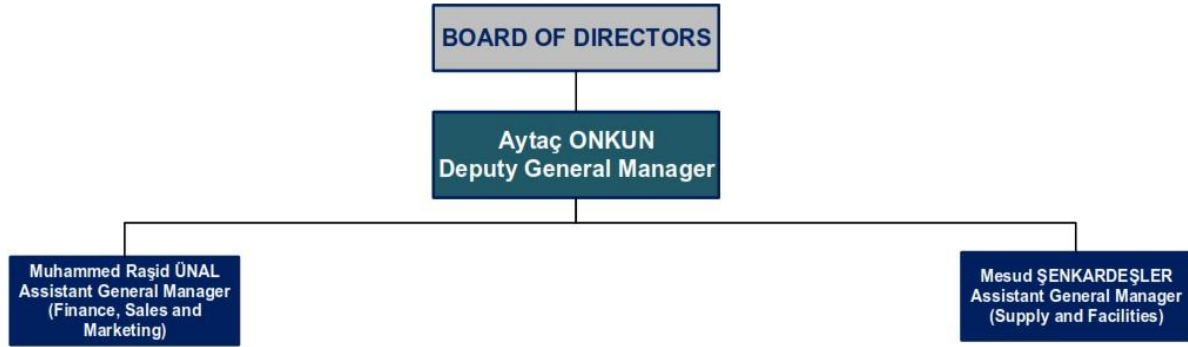 BOARD OF DIRECTORS
Aytaç ONKUN
Deputy General Manager
Muhammed Raşid ÜNAL
Assistant General Manager
(Finance, Sales and
Marketing)
Mesud ŞENKARDEŞLER
Assistant General Manager
(Supply and Facilities)